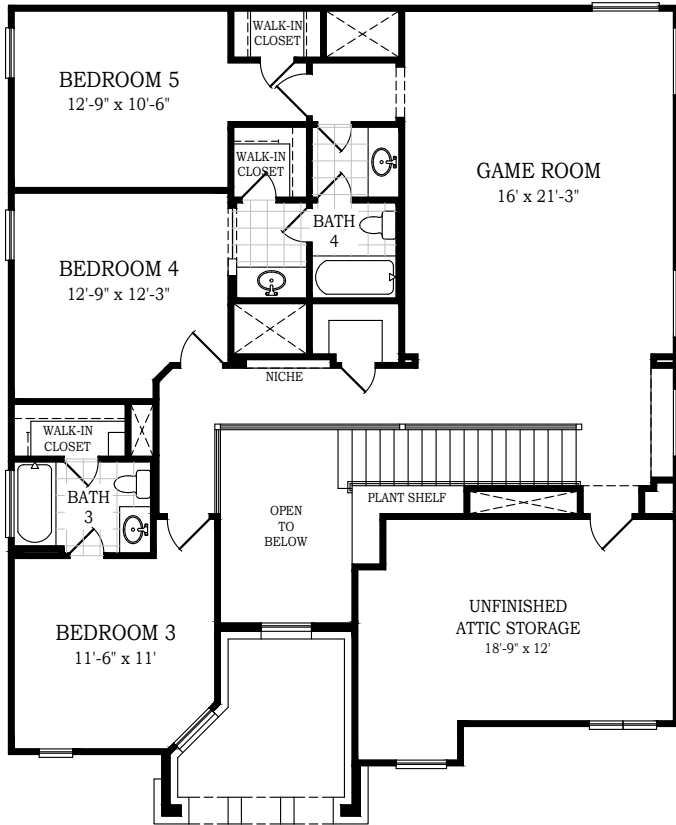 WALK-IN
CLOSET
BEDROOM 5
12'-9" x 10'-6"
WALK-IN
CLOSET
GAME ROOM
16' x 21'-3"
BATH
4
BEDROOM 4
12'-9" x 12'-3"
NICHE
WALK-IN
CLOSET
BATH
3
PLANT SHELF
OPEN
TO
BELOW
UNFINISHED
ATTIC STORAGE
18'-9" x 12'
BEDROOM 3
11'-6" x 11'